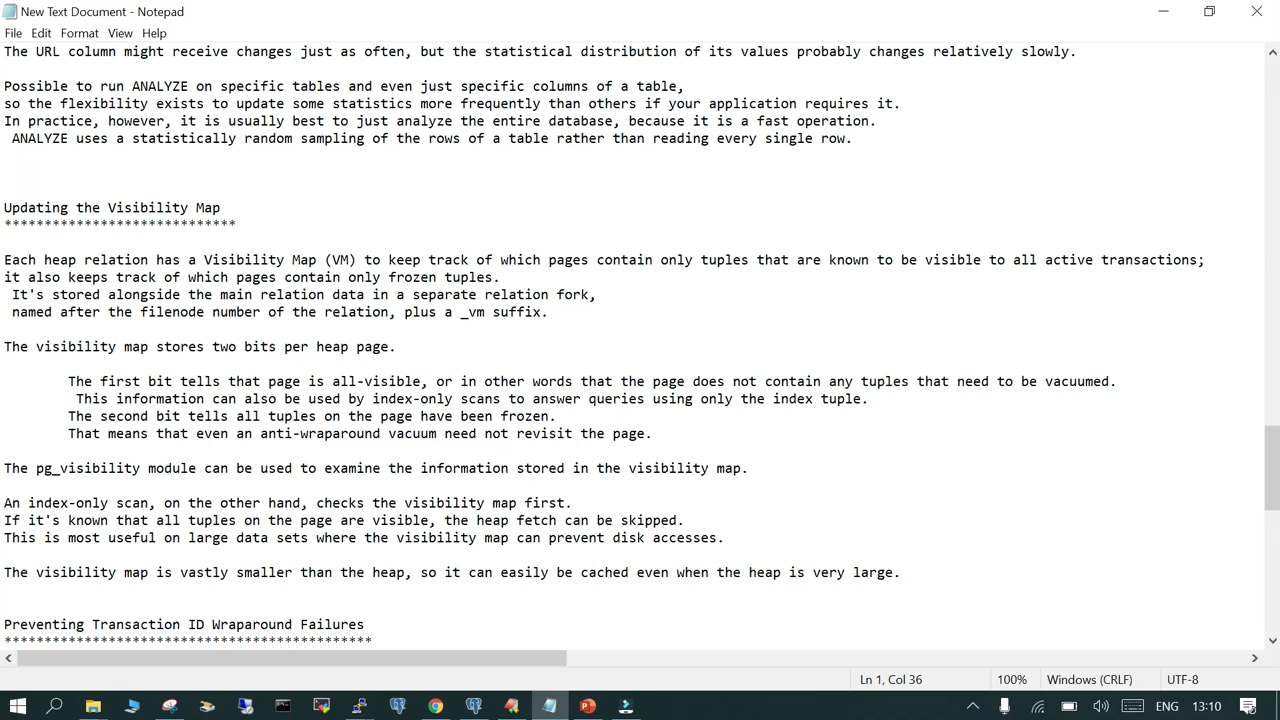 New Text Document - Notepad
File Edit Format View Help
The URL column might receive changes just as often, but the statistical distribution of its values probably changes relatively slowly.
Possible to run ANALYZE on specific tables and even just specific columns of a table,
so the flexibility exists to update some statistics more frequently than others if your application requires it.
In practice, however, it is usually best to just analyze the entire database, because it is a fast operation.
ANALYZE uses a statistically random sampling of the rows of a table rather than reading every single row.
Updating the Visibility Map
*****************************
Each heap relation has a Visibility Map (VM) to keep track of which pages contain only tuples that are known to be visible to all active transactions;
it also keeps track of which pages contain only frozen tuples.
It's stored alongside the main relation data in a separate relation fork,
named after the filenode number of the relation, plus a _vm suffix.
The visibility map stores two bits per heap page.
The first bit tells that page is all-visible, or in other words that the page does not contain any tuples that need to be vacuumed.
This information can also be used by index-only scans to answer queries using only the index tuple.
The second bit tells all tuples on the page have been frozen.
That means that even an anti-wraparound vacuum need not revisit the page.
The pg_visibility module can be used to examine the information stored in the visibility map.
An index-only scan, on the other hand, checks the visibility map first.
If it's known that all tuples on the page are visible, the heap fetch can be skipped.
This is most useful on large data sets where the visibility map can prevent disk accesses.
The visibility map is vastly smaller than the heap, so it can easily be cached even when the heap is very large.
Preventing Transaction ID Wraparound Failures
**********************************************
Ln 1, Col 36 100% Windows (CRLF) UTF-8
ENG 13:10